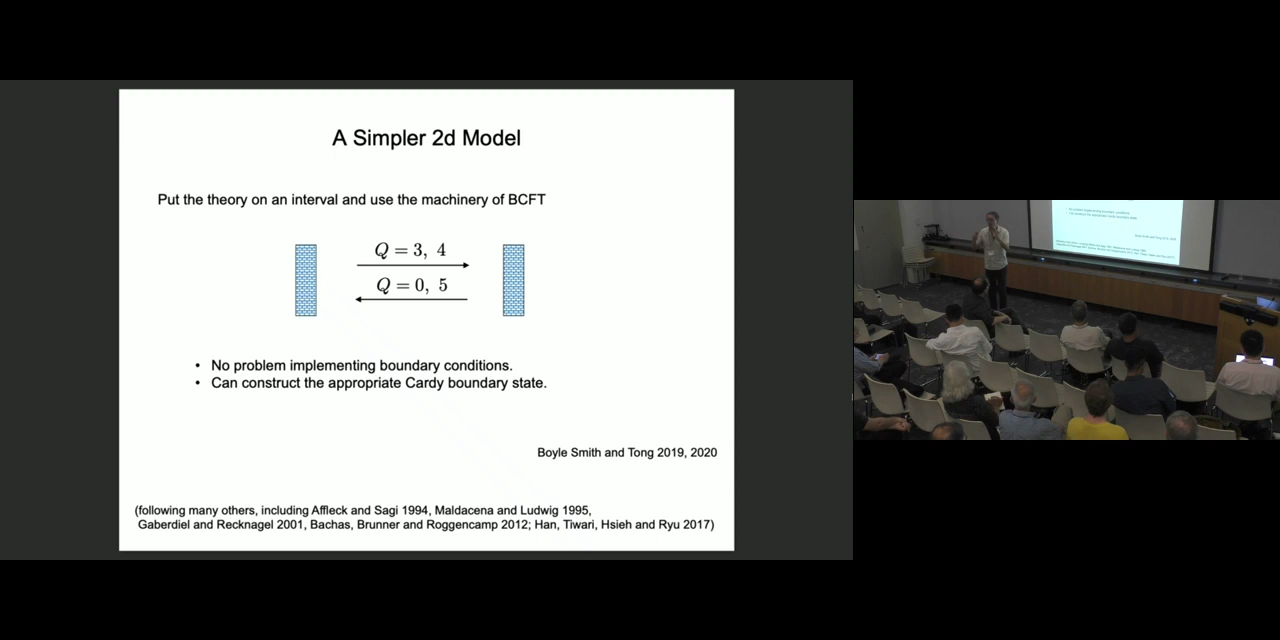 A Simpler 2d Model
Put the theory on an interval and use the machinery of BCFT
Q = 3, 4
Q = 0, 5
• No problem implementing boundary conditions.
• Can construct the appropriate Cardy boundary state.
Boyle Smith and Tong 2019, 2020
(following many others, including Affleck and Sagi 1994, Maldacena and Ludwig 1995,
Gaberdiel and Recknagel 2001, Bachas, Brunner and Roggencamp 2012; Han, Tiwari, Hsieh and Ryu 2017)